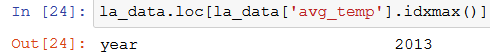 In [24]: la_data.loc[la_data['avg_temp'].idxmax()]
Out[24]: year 2013